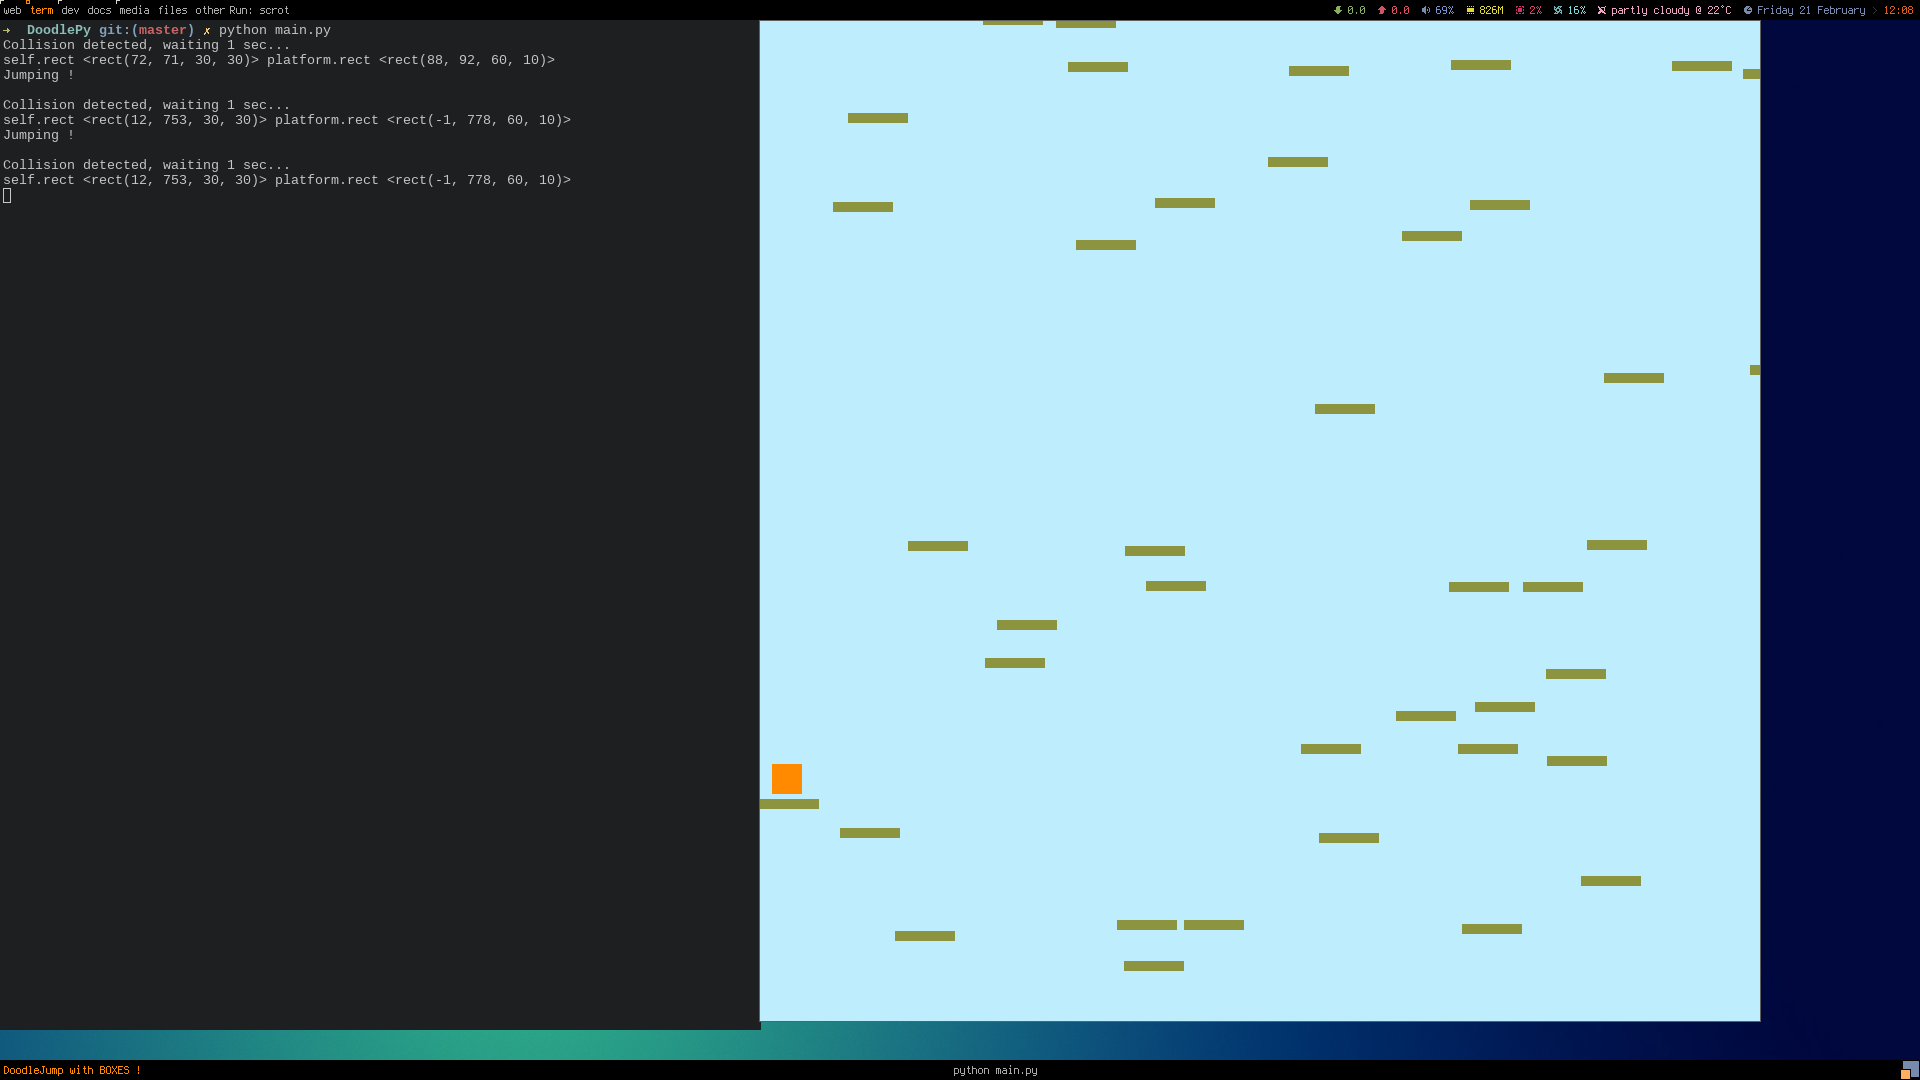 web term dev docs media files other Run: scrot 0.0 0.0 69% 826M 2% 16% partly cloudy @ 22°C Friday 21 February 12:08
➜ DoodlePy git:(master) ✗ python main.py
Collision detected, waiting 1 sec...
self.rect <rect(72, 71, 30, 30)> platform.rect <rect(88, 92, 60, 10)>
Jumping !
Collision detected, waiting 1 sec...
self.rect <rect(12, 753, 30, 30)> platform.rect <rect(-1, 778, 60, 10)>
Jumping !
Collision detected, waiting 1 sec...
self.rect <rect(12, 753, 30, 30)> platform.rect <rect(-1, 778, 60, 10)>
DoodleJump with BOXES ! python main.py